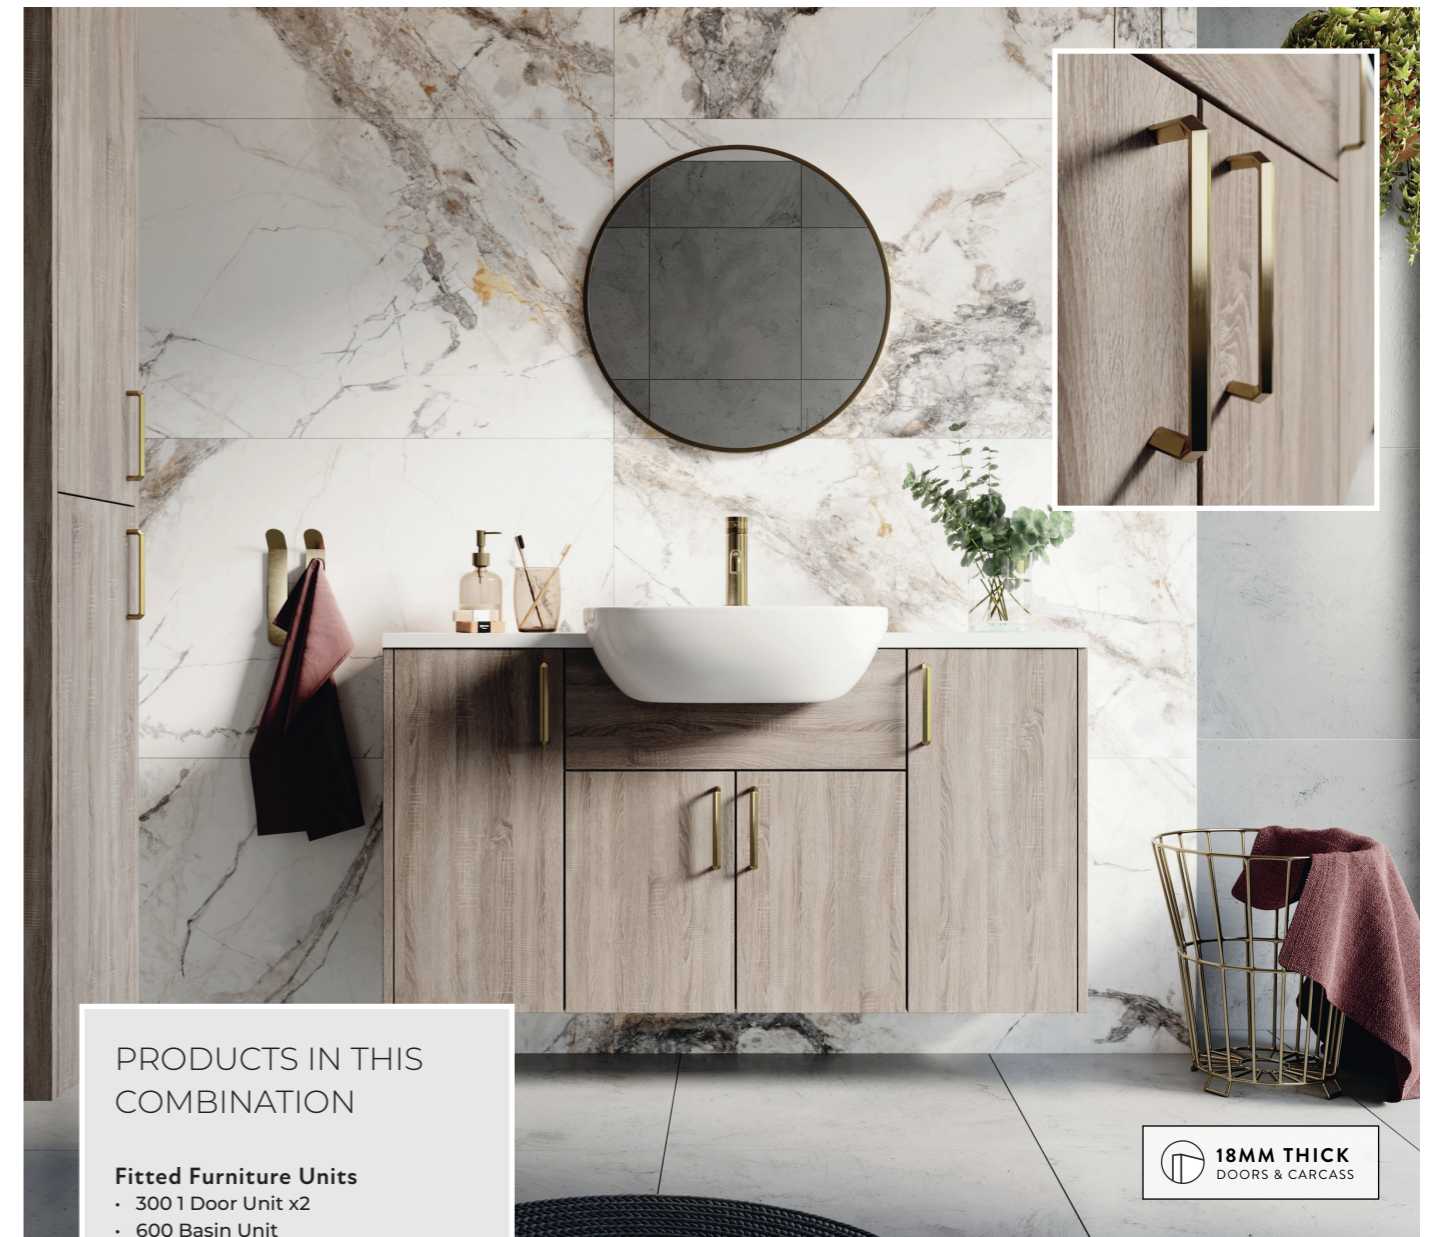 PRODUCTS IN THIS
COMBINATION
Fitted Furniture Units
• 300 1 Door Unit x2
• 600 Basin Unit
18MM THICK
DOORS & CARCASS